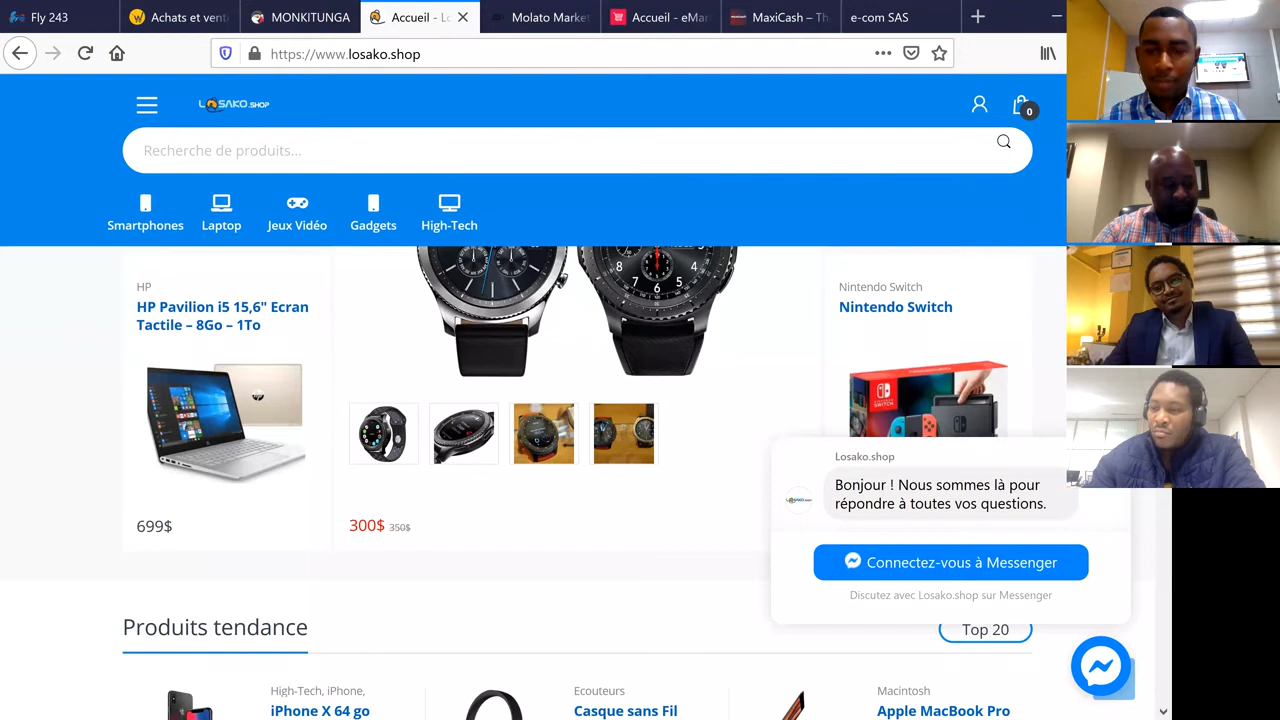 Fly 243
Achats et vent
MONKITUNGA
Accueil - Lo
Molato Market
Accueil - eMar
MaxiCash – Th
e-com SAS
https://www.losako.shop
LOSAKO.SHOP
0
Recherche de produits...
Smartphones
Laptop
Jeux Vidéo
Gadgets
High-Tech
HP
HP Pavilion i5 15,6" Ecran
Tactile – 8Go – 1To
699$
300$ 350$
Nintendo Switch
Nintendo Switch
Losako.shop
Bonjour ! Nous sommes là pour
répondre à toutes vos questions.
Connectez-vous à Messenger
Discutez avec Losako.shop sur Messenger
Produits tendance
Top 20
High-Tech, iPhone,
iPhone X 64 go
Ecouteurs
Casque sans Fil
Macintosh
Apple MacBook Pro